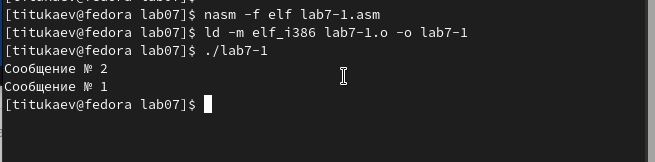 [titukaev@fedora lab07]$ nasm -f elf lab7-1.asm
[titukaev@fedora lab07]$ ld -m elf_i386 lab7-1.o -o lab7-1
[titukaev@fedora lab07]$ ./lab7-1
Сообщение № 2
Сообщение № 1
[titukaev@fedora lab07]$